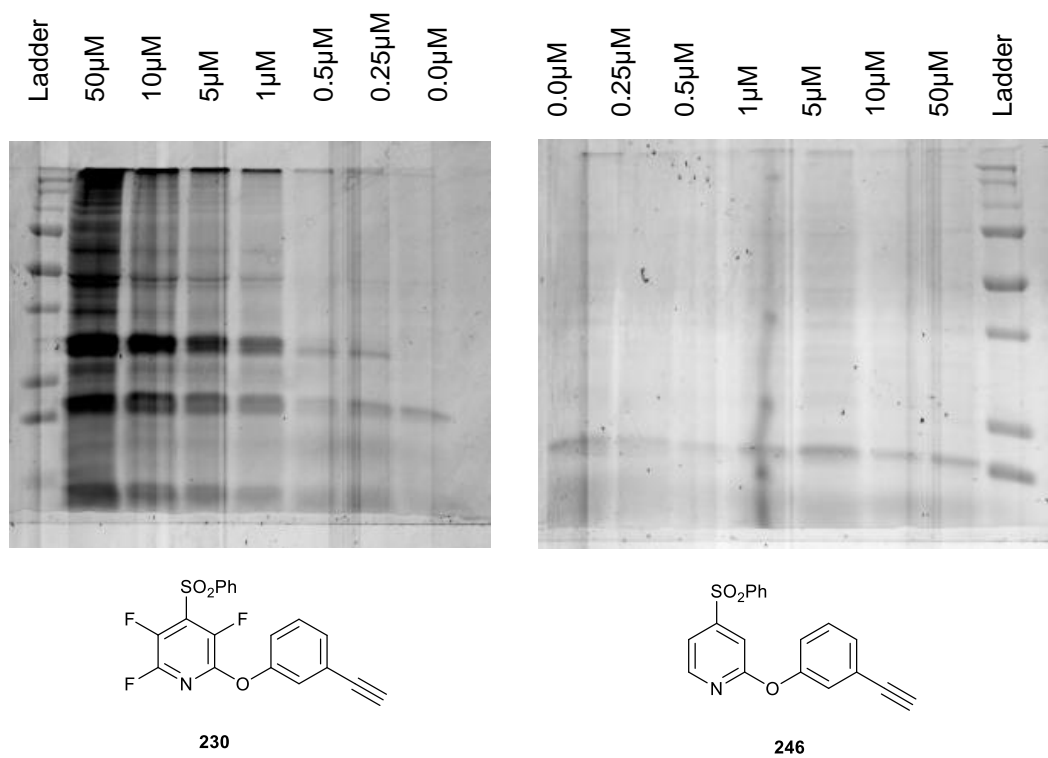 Ladder
50µM
10µM
5µM
1µM
0.5µM
0.25µM
0.0µM
0.0µM
0.25µM
0.5µM
1µM
5µM
10µM
50µM
Ladder
SO2Ph
F
F
F
N
O
230
SO2Ph
N
O
246